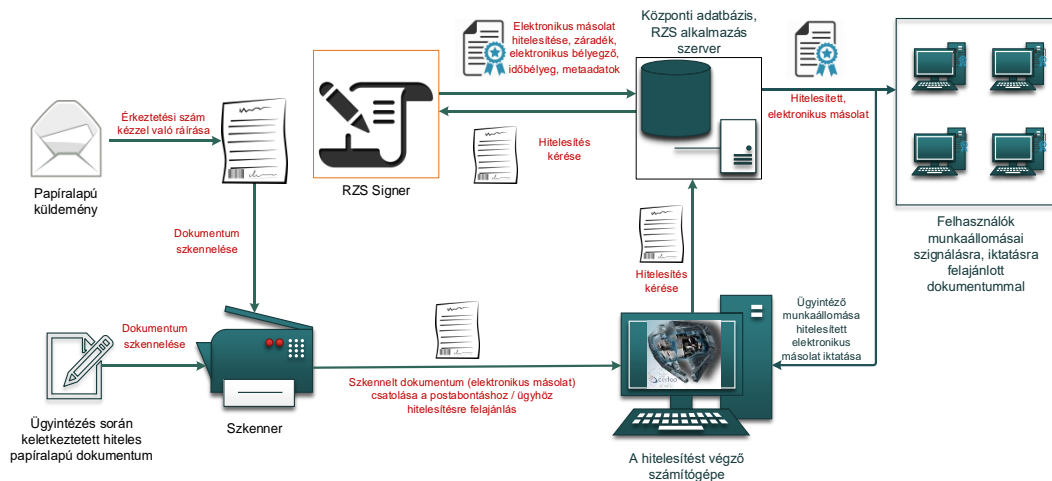 Elektronikus másolat
hitelesítése, záradék,
elektronikus bélyegző,
időbélyeg, metaadatok
Központi adatbázis,
RZS alkalmazás
szerver
Hitelesített,
elektronikus másolat
Érkeztetési szám
kézzel való ráírása
Hitelesítés
kérése
Papíralapú
küldemény
RZS Signer
Felhasználók
munkaállomásai
szignálásra, iktatásra
felajánlott
dokumentummal
Dokumentum
szkennelése
Hitelesítés
kérése
Ügyintéző
munkaállomása
hitelesített
elektronikus
másolat iktatása
Dokumentum
szkennelése
Szkennelt dokumentum (elektronikus másolat)
csatolása a postabontáshoz / ügyhöz
hitelesítésre felajánlás
Ügyintézés során
keletkeztetett hiteles
papíralapú dokumentum
Szkenner
A hitelesítést végző
számítógépe